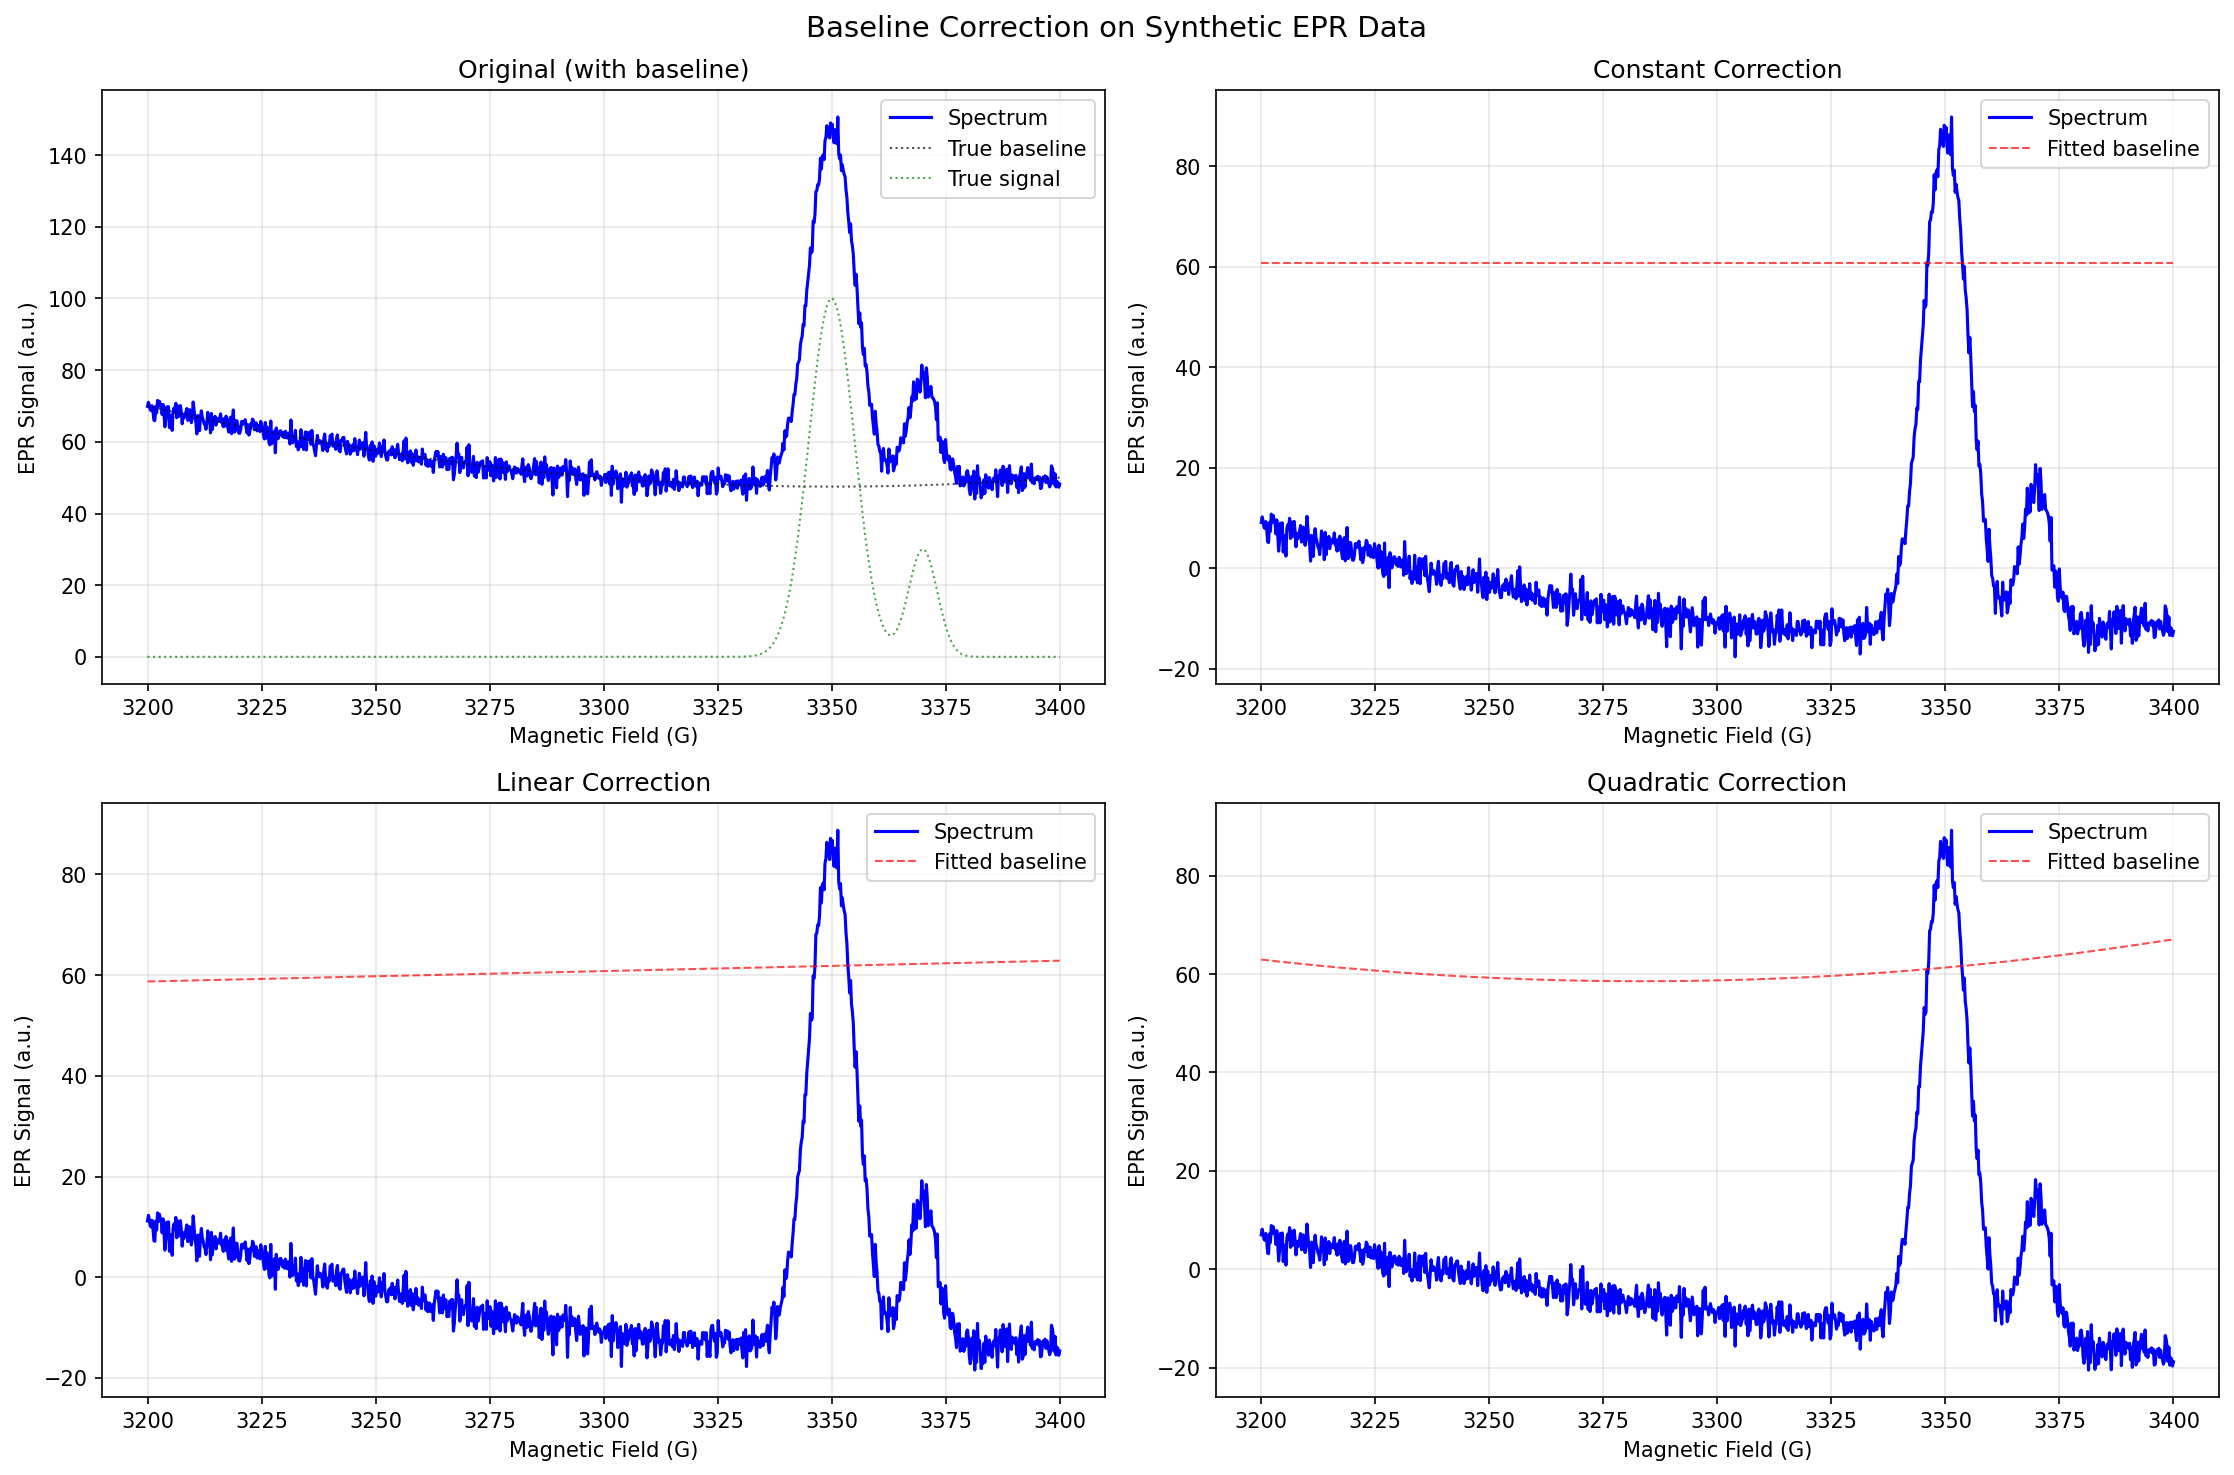 Baseline Correction on Synthetic EPR Data
Original (with baseline)
EPR Signal (a.u.)
140
120
100
80
60
40
20
0
Spectrum
True baseline
True signal
3200 3225 3250 3275 3300 3325 3350 3375 3400
Magnetic Field (G)
Constant Correction
EPR Signal (a.u.)
80
60
40
20
0
−20
Spectrum
Fitted baseline
3200 3225 3250 3275 3300 3325 3350 3375 3400
Magnetic Field (G)
Linear Correction
EPR Signal (a.u.)
80
60
40
20
0
−20
Spectrum
Fitted baseline
3200 3225 3250 3275 3300 3325 3350 3375 3400
Magnetic Field (G)
Quadratic Correction
EPR Signal (a.u.)
80
60
40
20
0
−20
Spectrum
Fitted baseline
3200 3225 3250 3275 3300 3325 3350 3375 3400
Magnetic Field (G)